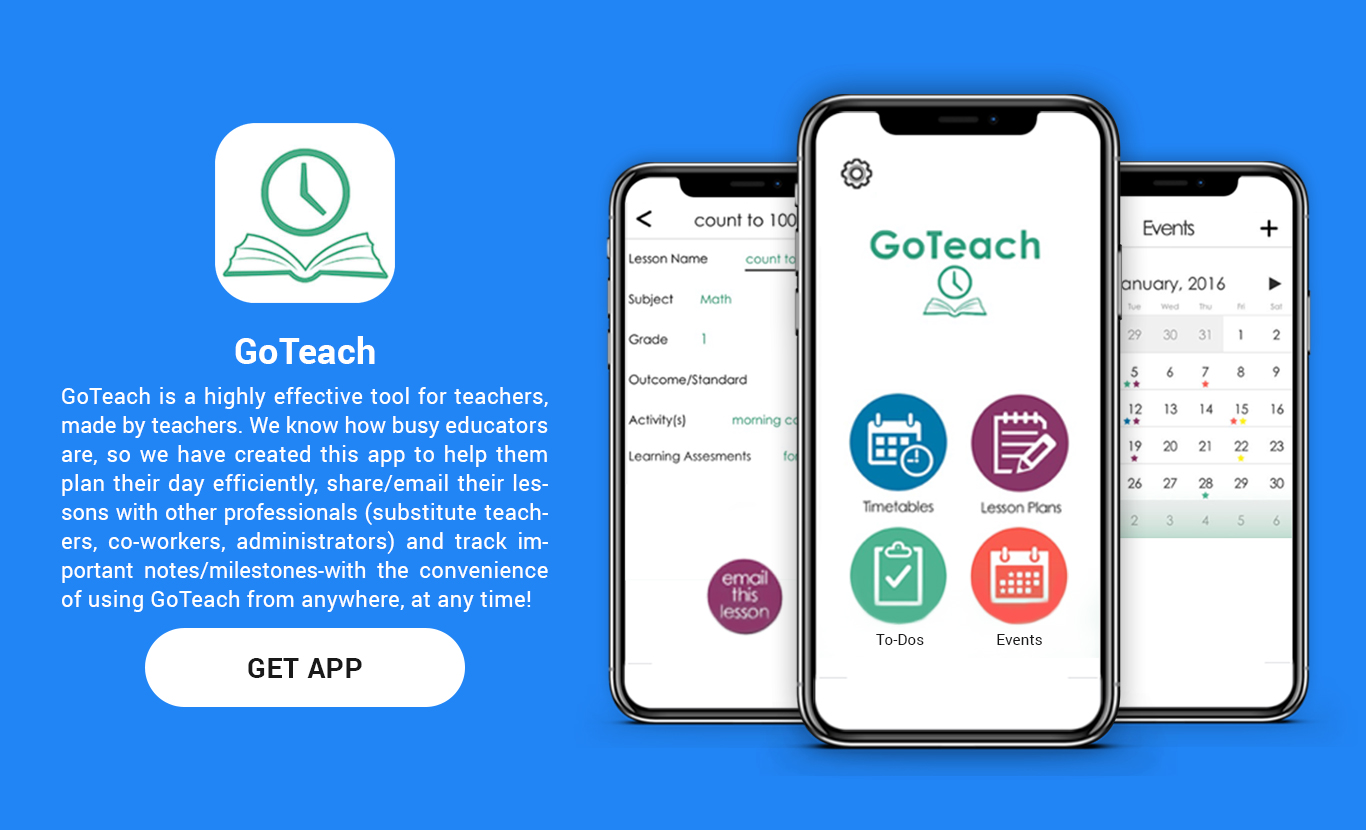 GoTeach
GoTeach is a highly effective tool for teachers,
made by teachers. We know how busy educators
are, so we have created this app to help them
plan their day efficiently, share/email their les-
sons with other professionals (substitute teach-
ers, co-workers, administrators) and track im-
portant notes/milestones-with the convenience
of using GoTeach from anywhere, at any time!
GET APP
count to 100
Lesson Name count to
Subject Math
Grade 1
Outcome/Standard
Activity(s) morning
Learning Assesments
email
this
lesson
GoTeach
Timetables Lesson Plans
To-Dos Events
Events +
anuary, 2016
Tue Wed Thu Fri Sat
29 30 31 1 2
5 6 7 8 9
12 13 14 15 16
19 20 21 22 23
26 27 28 29 30
2 3 4 5 6